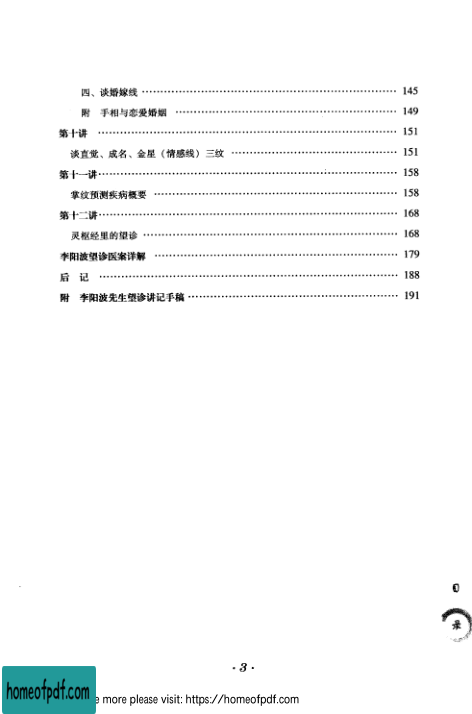 四、谈婚嫁线 ································ 145
附 手相与恋爱婚姻 ································ 149
第十讲 ································ 151
谈直觉、成名、金星（情感线）三纹 ································ 151
第十一讲 ································ 158
掌纹预测疾病概要 ································ 158
第十二讲 ································ 168
灵枢经里的望诊 ································ 168
李阳波望诊医案详解 ································ 179
后 记 ································ 188
附 李阳波先生望诊讲记手稿 ································ 191
录
· 3 ·
homeofpdf.com
e more please visit: https://homeofpdf.com